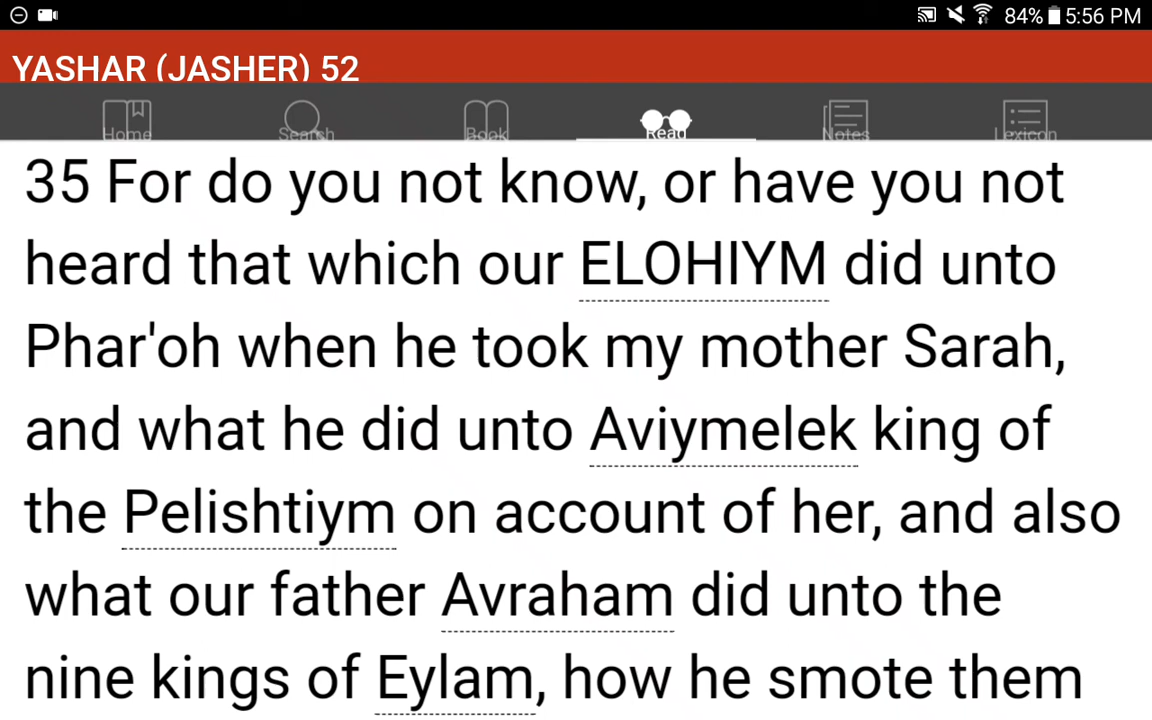 84% 5:56 PM
YASHAR (JASHER) 52
Home Search Book Read Notes Lexicon
35 For do you not know, or have you not
heard that which our ELOHIYM did unto
Phar'oh when he took my mother Sarah,
and what he did unto Aviymelek king of
the Pelishtiym on account of her, and also
what our father Avraham did unto the
nine kings of Eylam, how he smote them